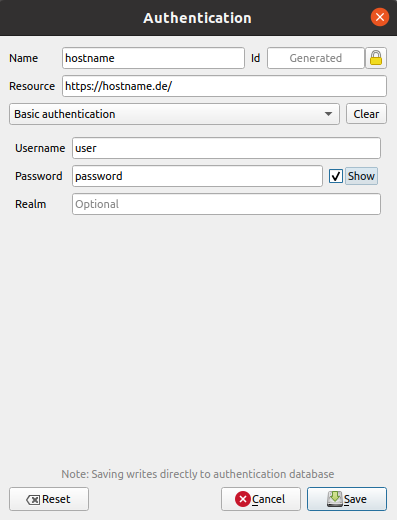 Authentication
Name hostname Id Generated
Resource https://hostname.de/
Basic authentication Clear
Username user
Password password Show
Realm Optional
Note: Saving writes directly to authentication database
Reset Cancel Save